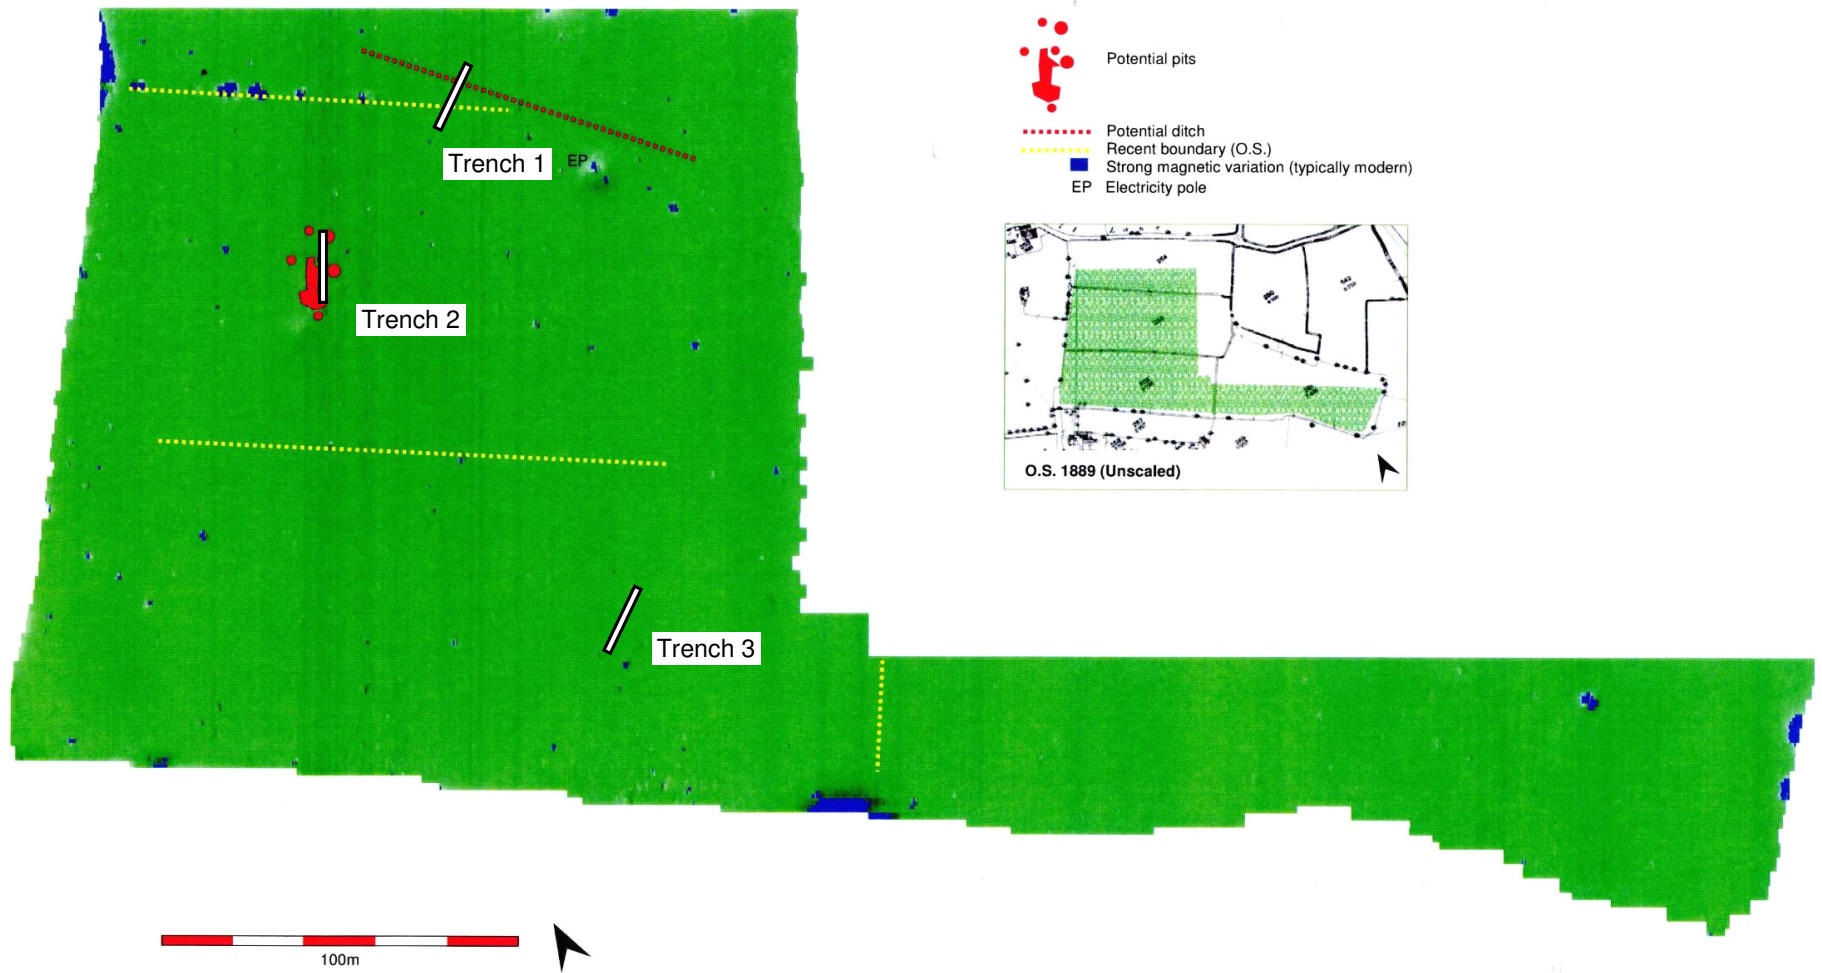 Potential pits
Potential ditch
Recent boundary (O.S.)
Strong magnetic variation (typically modern)
EP Electricity pole
Trench 1
EP
Trench 2
O.S. 1889 (Unscaled)
Trench 3
100m